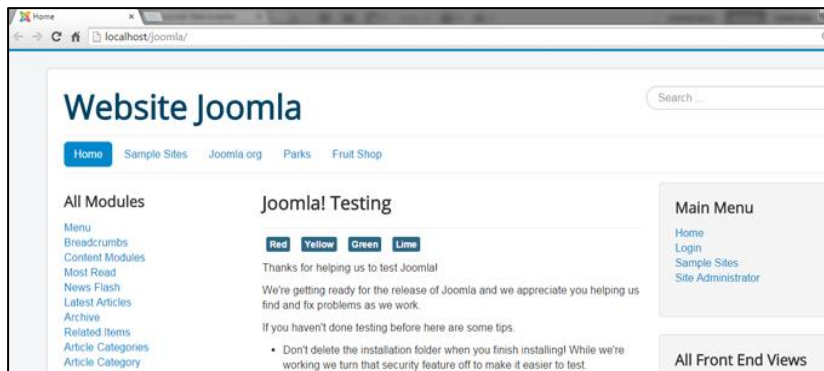 Home
localhost/joomla/
Website Joomla
Search ...
Home Sample Sites Joomla.org Parks Fruit Shop
All Modules
Menu
Breadcrumbs
Content Modules
Most Read
News Flash
Latest Articles
Archive
Related Items
Article Categories
Article Category
Joomla! Testing
Red Yellow Green Lime
Thanks for helping us to test Joomla!
We're getting ready for the release of Joomla and we appreciate you helping us
find and fix problems as we work.
If you haven't done testing before here are some tips.
• Don't delete the installation folder when you finish installing! While we're
working we turn that security feature off to make it easier to test.
Main Menu
Home
Login
Sample Sites
Site Administrator
All Front End Views